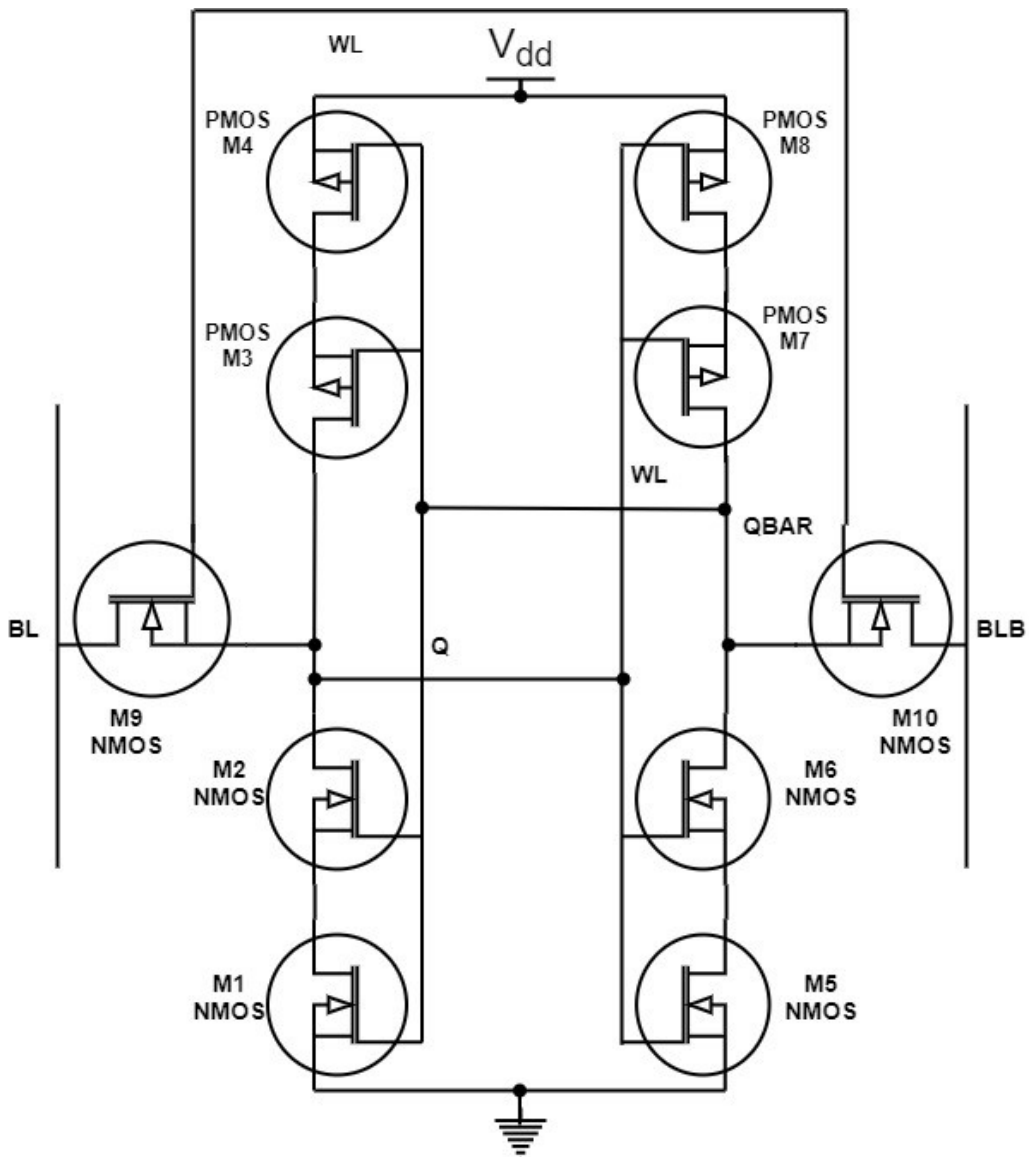 WL
Vdd
PMOS
M4
PMOS
M8
PMOS
M3
PMOS
M7
WL
QBAR
BL
Q
BLB
M9
NMOS
M10
NMOS
M2
NMOS
M6
NMOS
M1
NMOS
M5
NMOS